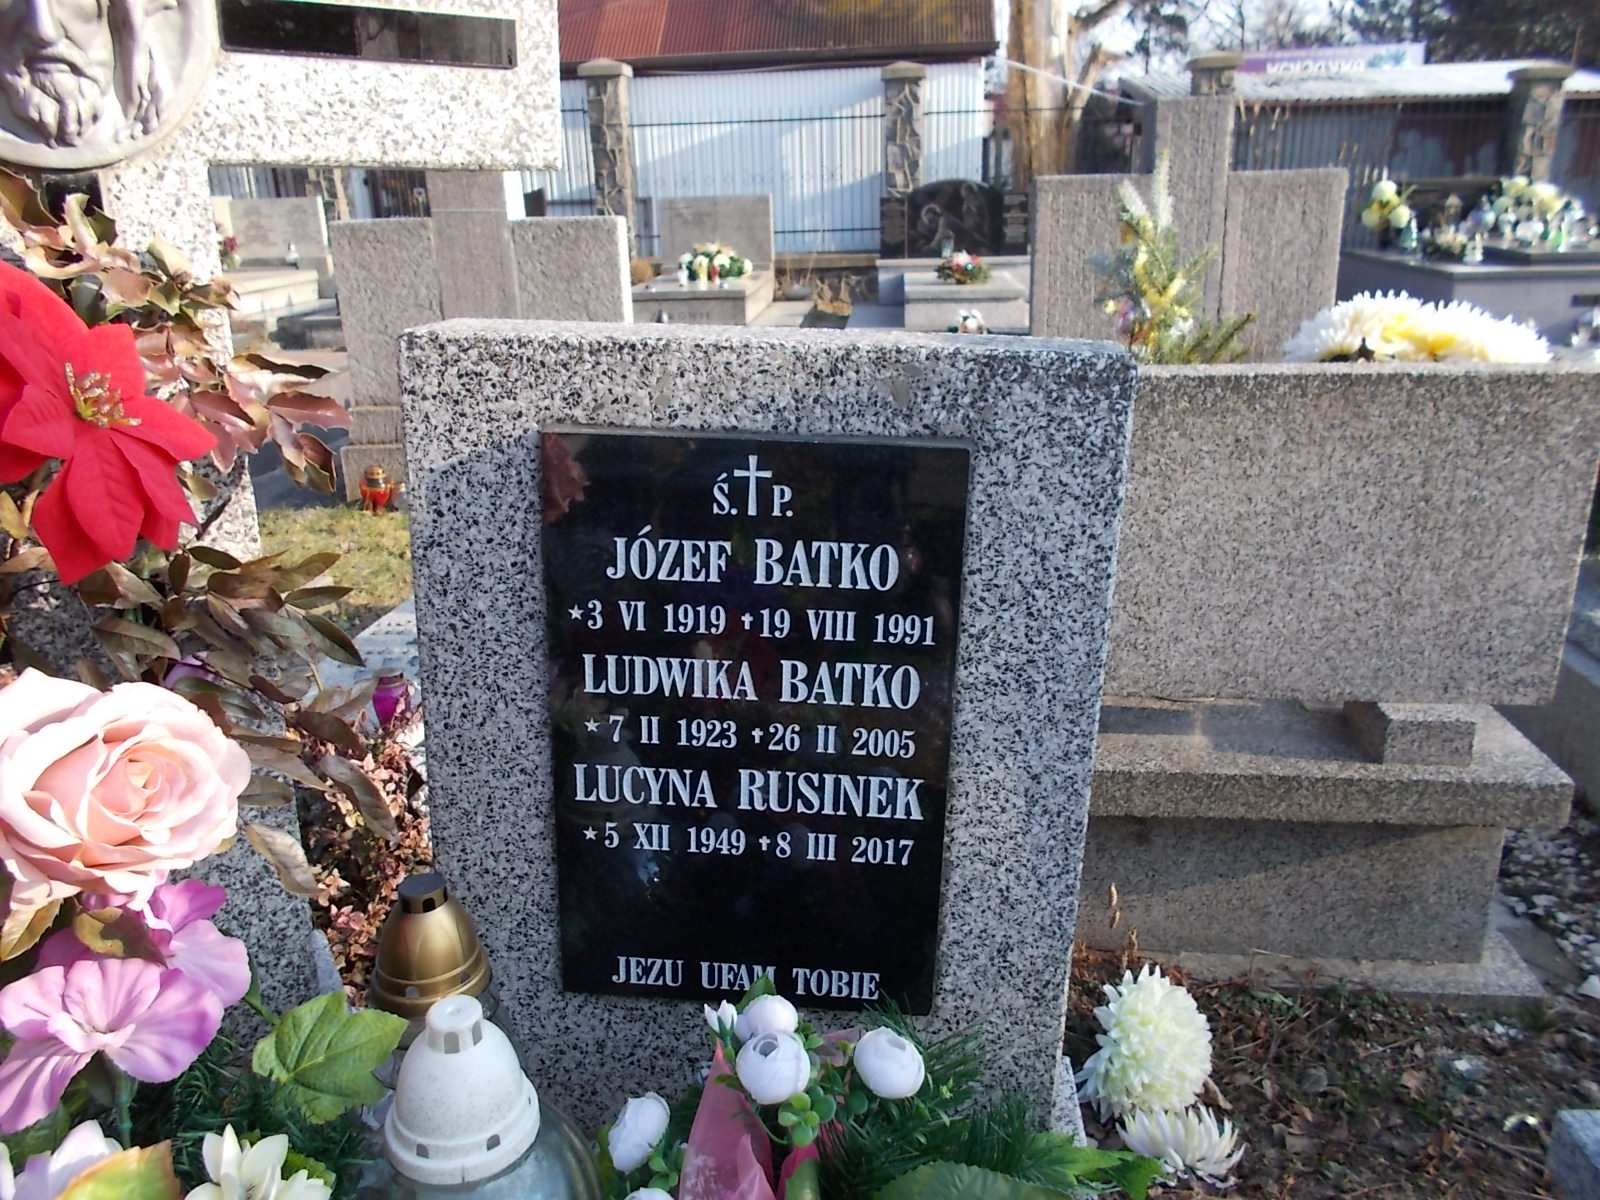 Ś.✝P.
JÓZEF BATKO
★3 VI 1919 ✝19 VIII 1991
LUDWIKA BATKO
★7 II 1923 ✝26 II 2005
LUCYNA RUSINEK
★5 XII 1949 ✝8 III 2017
JEZU UFAM TOBIE